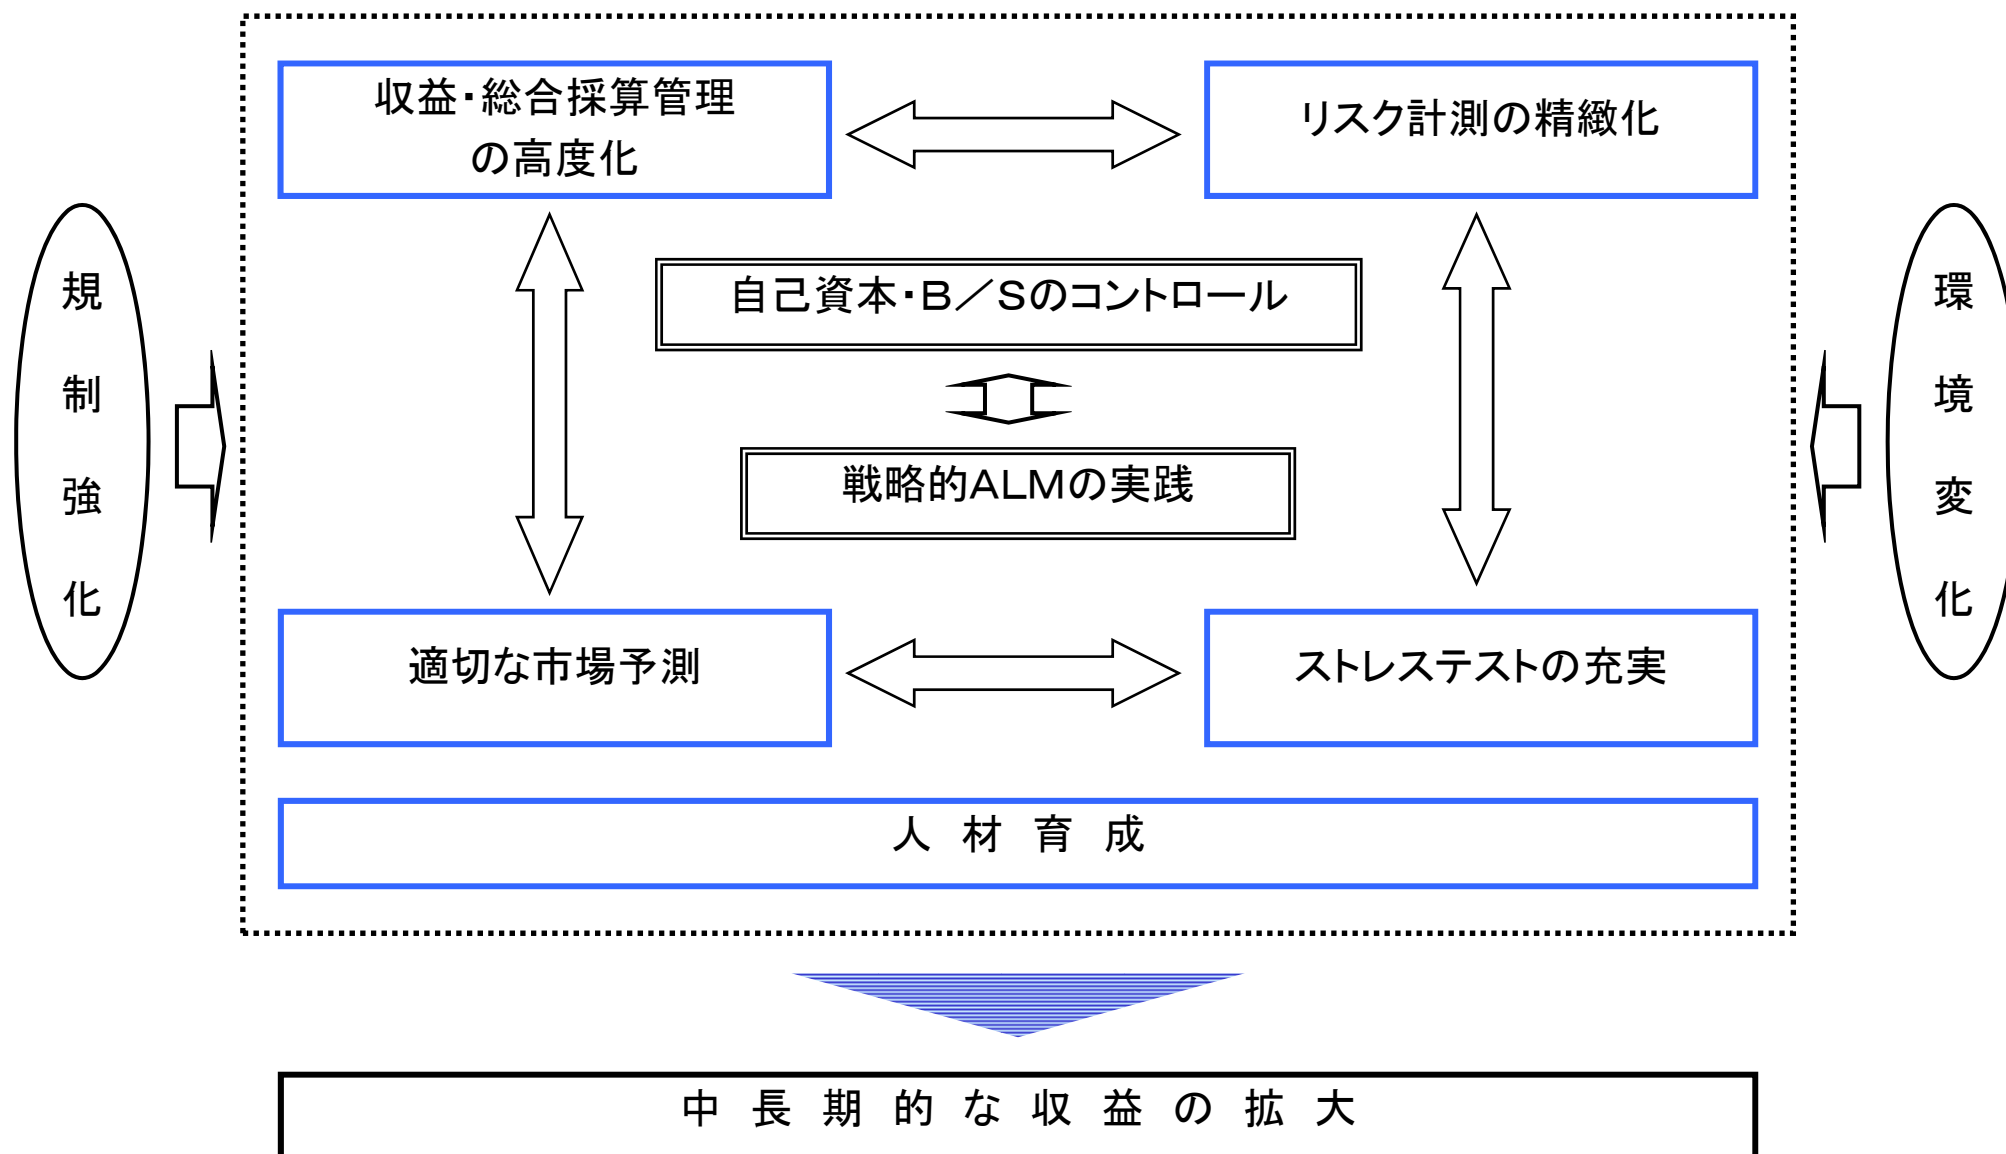 収益・総合採算管理
の高度化
リスク計測の精緻化
自己資本・B／Sのコントロール
戦略的ALMの実践
規制強化
環境変化
適切な市場予測
ストレステストの充実
人 材 育 成
中 長 期 的 な 収 益 の 拡 大